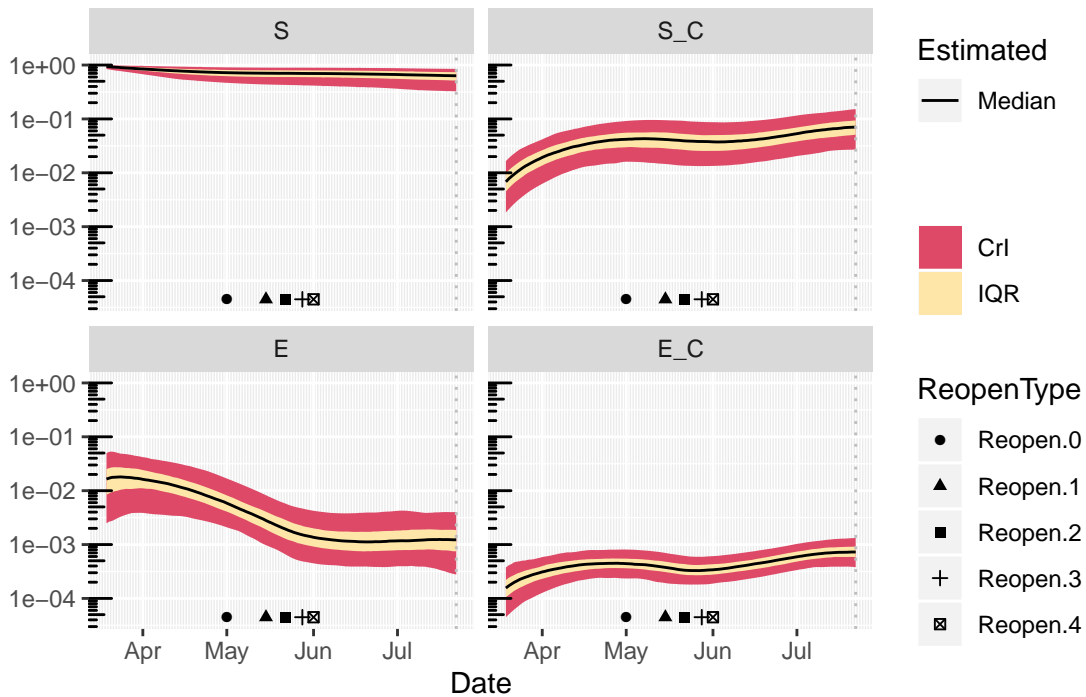 S
S_C
1e+00
1e−01
1e−02
1e−03
1e−04
E
E_C
1e+00
1e−01
1e−02
1e−03
1e−04
Apr May Jun Jul
Apr May Jun Jul
Date
Estimated
Median
CrI
IQR
ReopenType
Reopen.0
Reopen.1
Reopen.2
Reopen.3
Reopen.4